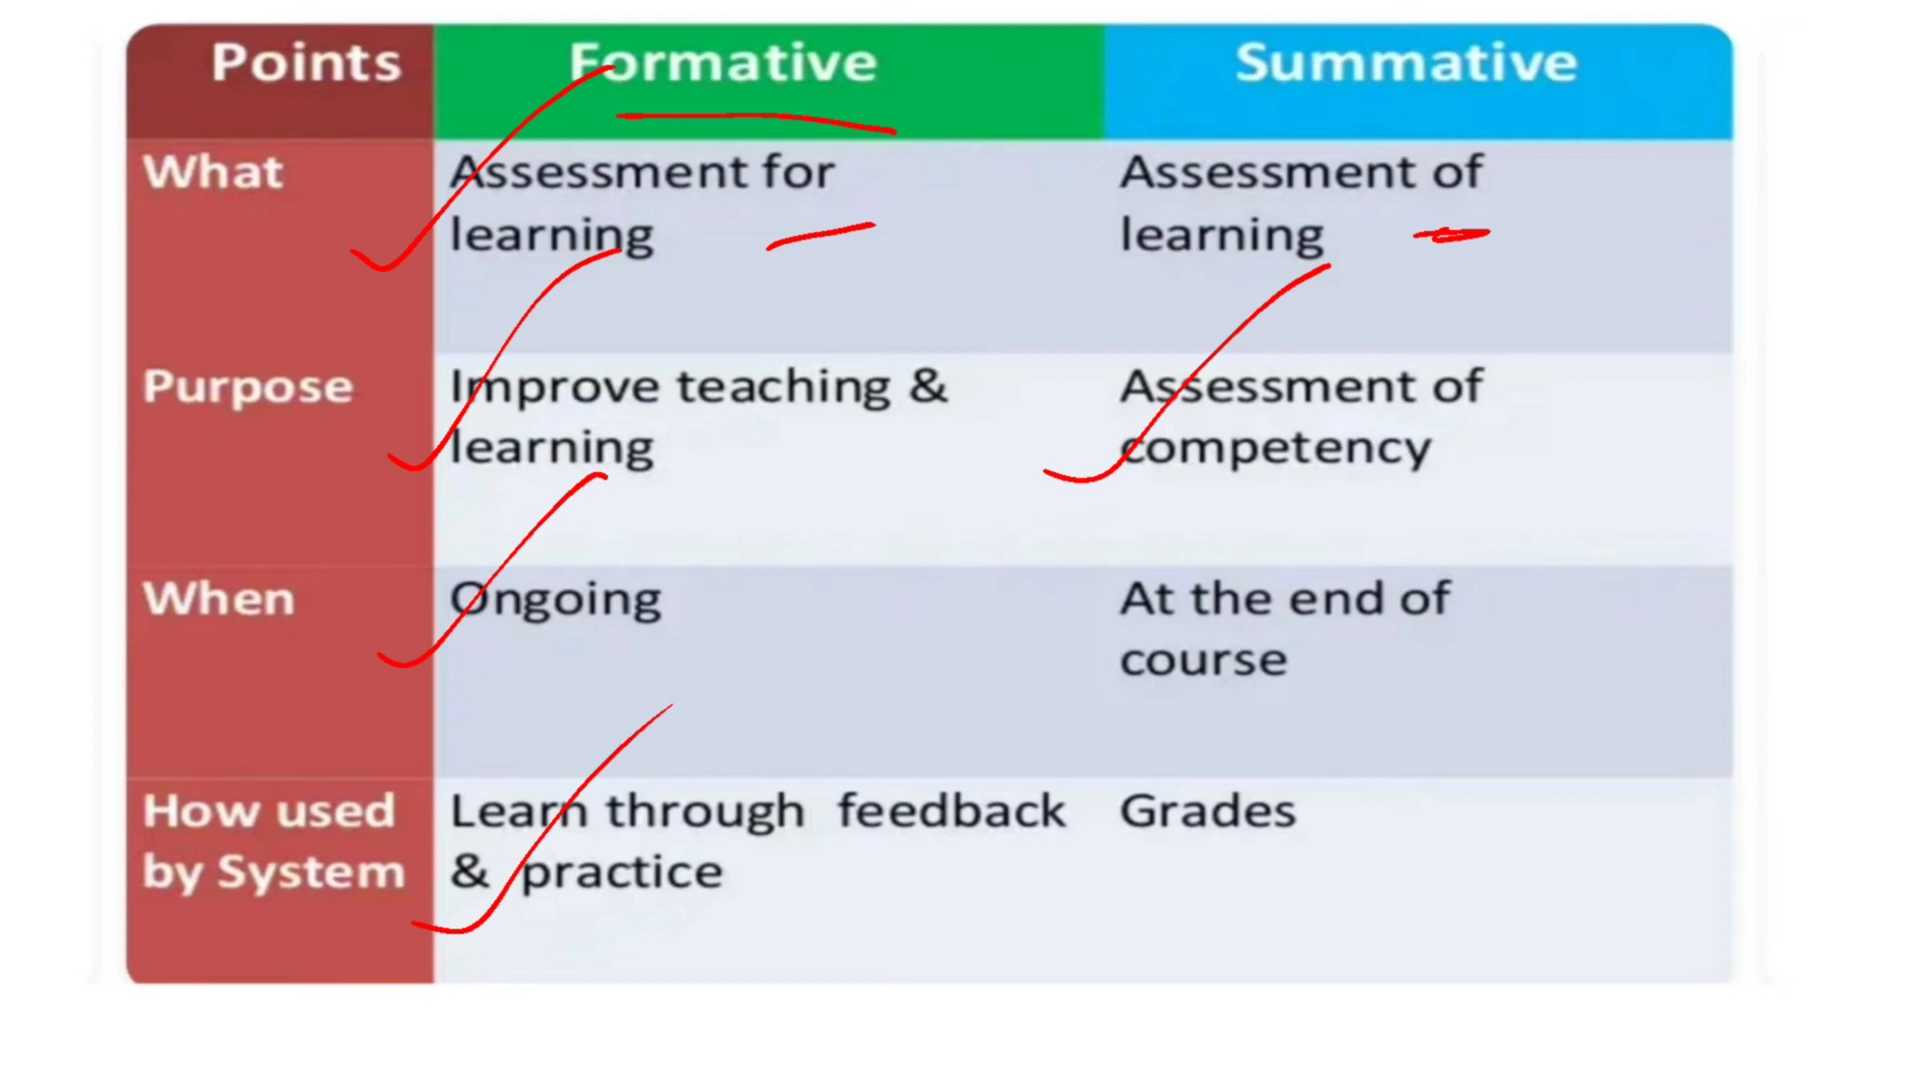 Points Formative Summative
What Assessment for Assessment of
learning learning
Purpose Improve teaching & Assessment of
learning competency
When Ongoing At the end of
course
How used Learn through feedback Grades
by System & practice